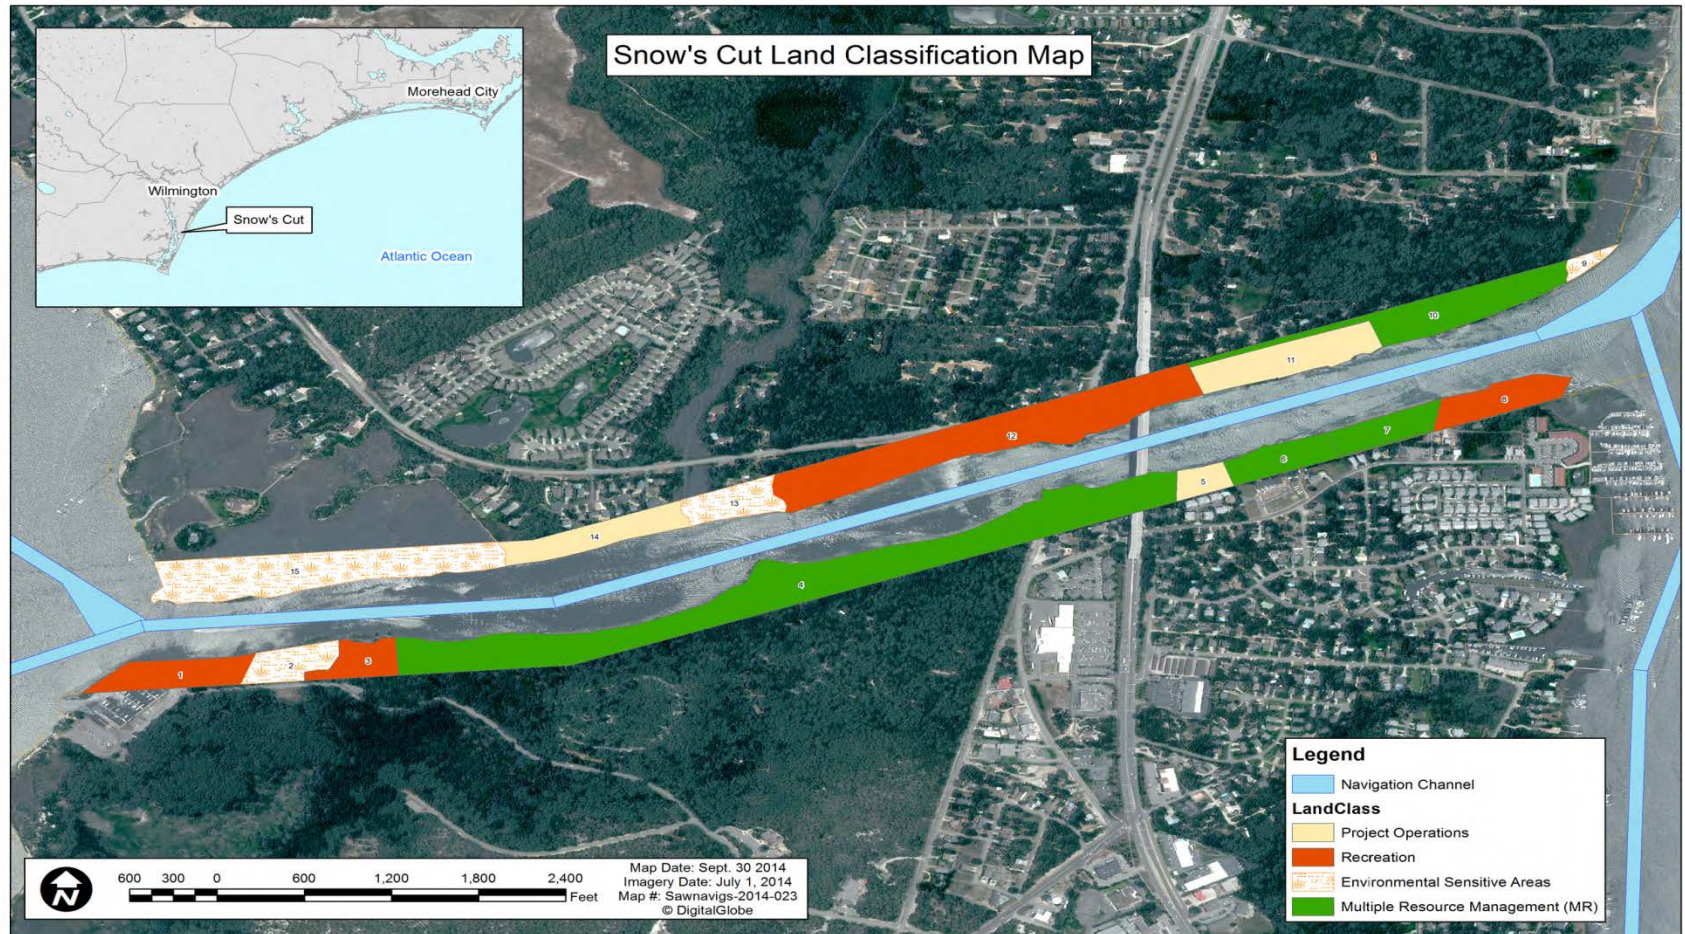 Snow's Cut Land Classification Map
Morehead City
Wilmington
Snow's Cut
Atlantic Ocean
9
10
11
8
12
7
6
5
13
14
4
15
3
2
1
Legend
Navigation Channel
LandClass
Project Operations
Recreation
Environmental Sensitive Areas
Multiple Resource Management (MR)
N
600 300 0 600 1,200 1,800 2,400
Feet
Map Date: Sept. 30 2014
Imagery Date: July 1, 2014
Map #: Sawnavigs-2014-023
© DigitalGlobe